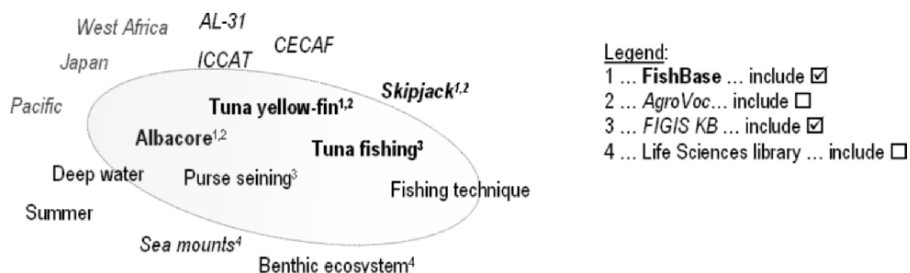 West Africa
AL-31
CECAF
Japan
ICCAT
Pacific
Skipjack¹,²
Tuna yellow-fin¹,²
Albacore¹,²
Tuna fishing³
Deep water
Purse seining³
Fishing technique
Summer
Sea mounts⁴
Benthic ecosystem⁴
Legend:
1 ... FishBase ... include ☑
2 ... AgroVoc... include ☐
3 ... FIGIS KB ... include ☑
4 ... Life Sciences library ... include ☐